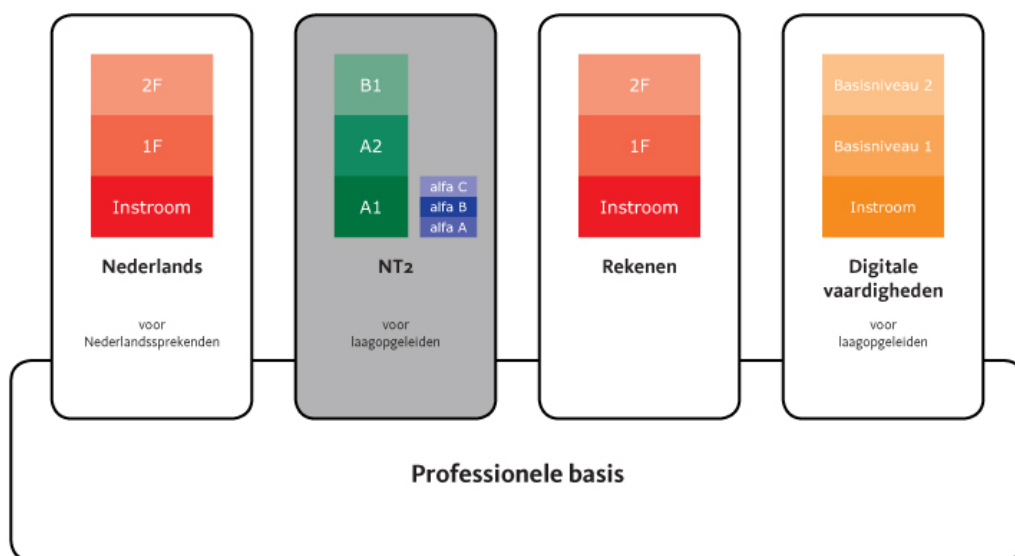 2F
1F
Instroom
Nederlands
voor
Nederlandssprekenden
B1
A2
A1
alfa C
alfa B
alfa A
NT2
voor
laagopgeleiden
2F
1F
Instroom
Rekenen
Basisniveau 2
Basisniveau 1
Instroom
Digitale
vaardigheden
voor
laagopgeleiden
Professionele basis